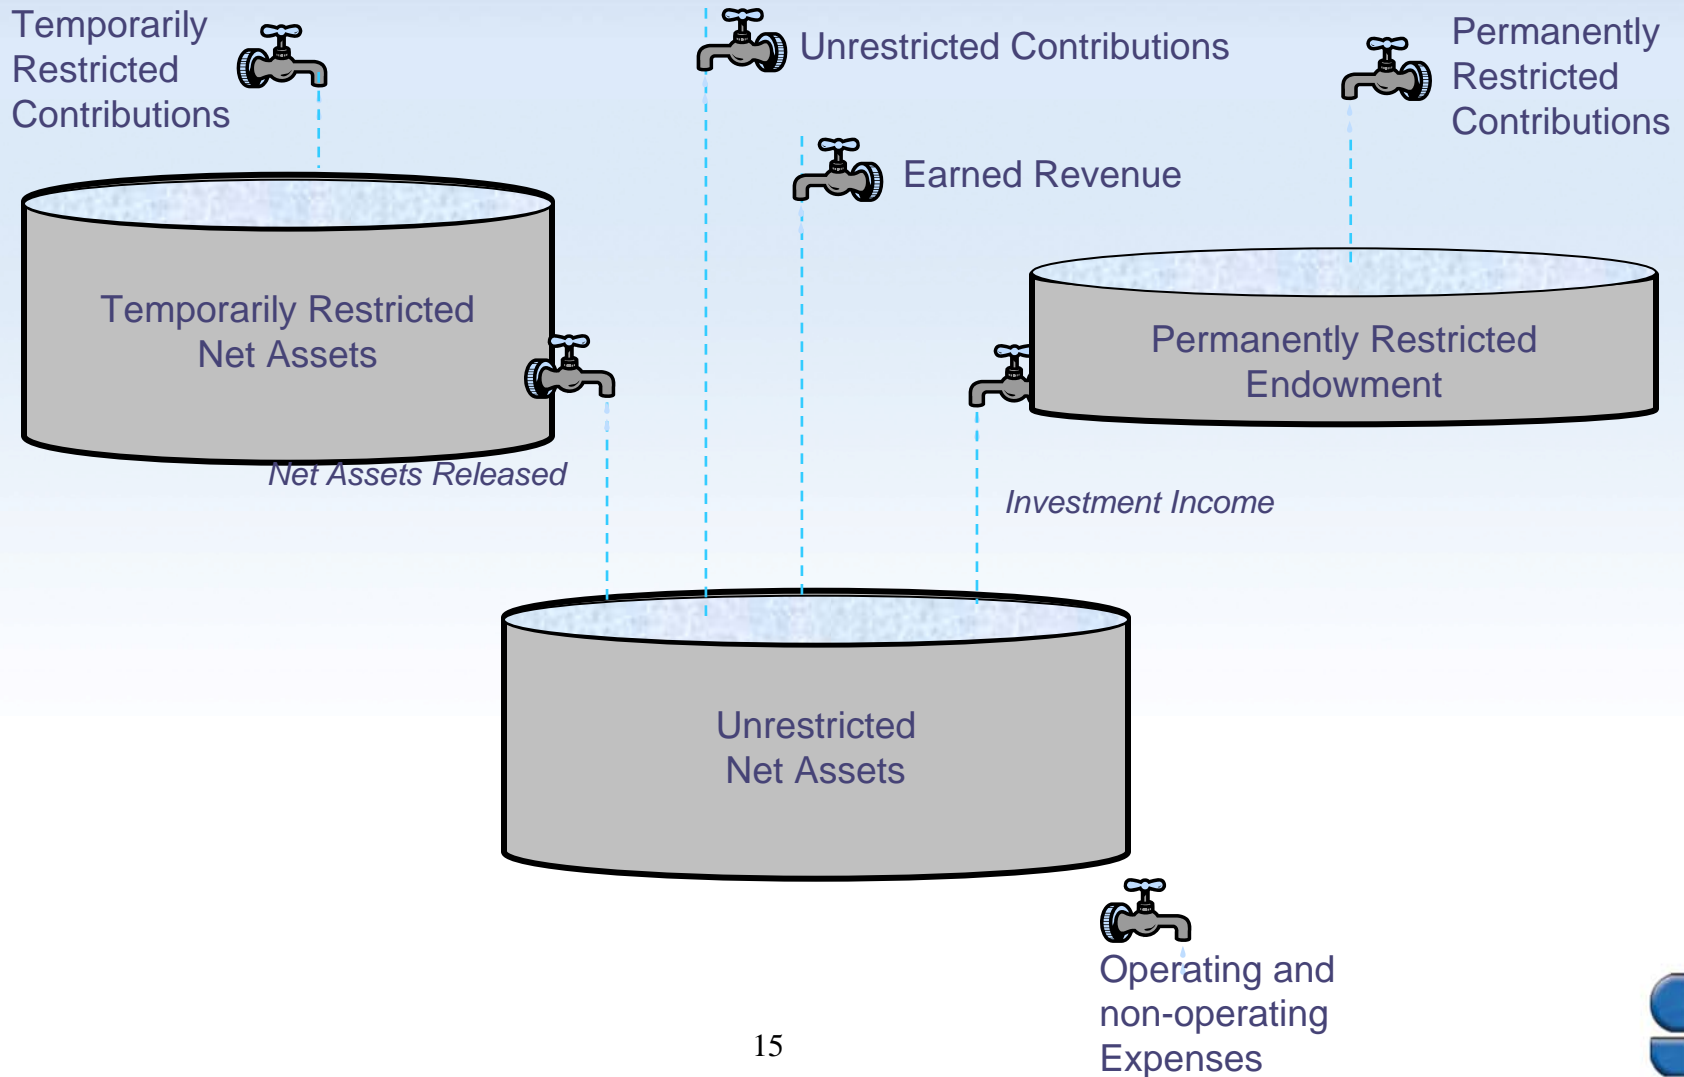 Temporarily
Restricted
Contributions
Unrestricted Contributions
Permanently
Restricted
Contributions
Earned Revenue
Temporarily Restricted
Net Assets
Permanently Restricted
Endowment
Net Assets Released
Investment Income
Unrestricted
Net Assets
Operating and
non-operating
Expenses
15